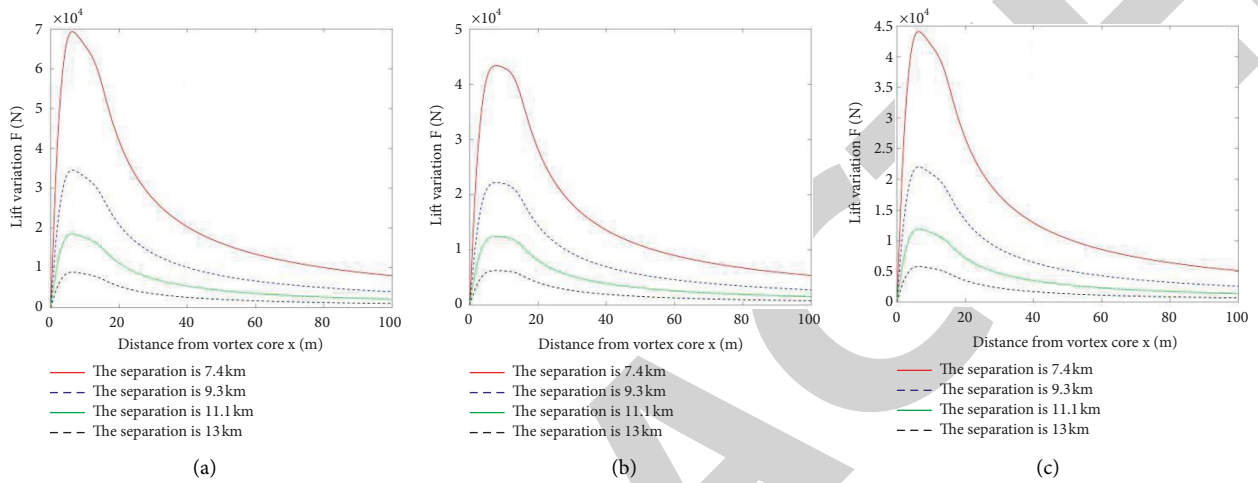 ×10⁴
7
6
5
4
3
2
1
0
Lift variation F (N)
0 20 40 60 80 100
Distance from vortex core x (m)
The separation is 7.4 km
The separation is 9.3 km
The separation is 11.1 km
The separation is 13 km
(a)
×10⁴
5
4
3
2
1
0
Lift variation F (N)
0 20 40 60 80 100
Distance from vortex core x (m)
The separation is 7.4 km
The separation is 9.3 km
The separation is 11.1 km
The separation is 13 km
(b)
×10⁴
4.5
4
3.5
3
2.5
2
1.5
1
0.5
0
Lift variation F (N)
0 20 40 60 80 100
Distance from vortex core x (m)
The separation is 7.4 km
The separation is 9.3 km
The separation is 11.1 km
The separation is 13 km
(c)